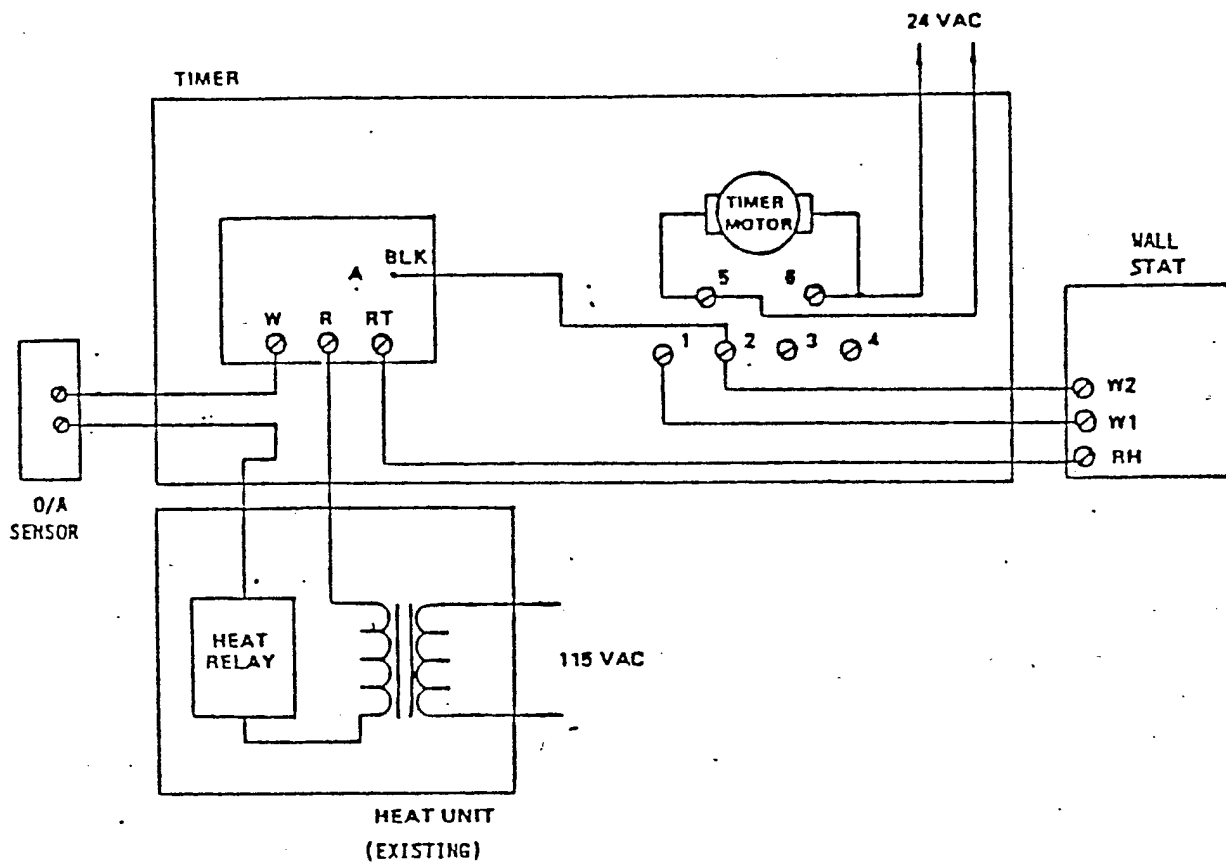 24 VAC
TIMER
TIMER
MOTOR
WALL
STAT
BLK
A
5
6
W
R
RT
1
2
3
4
W2
W1
RH
O/A
SENSOR
HEAT
RELAY
115 VAC
HEAT UNIT
(EXISTING)